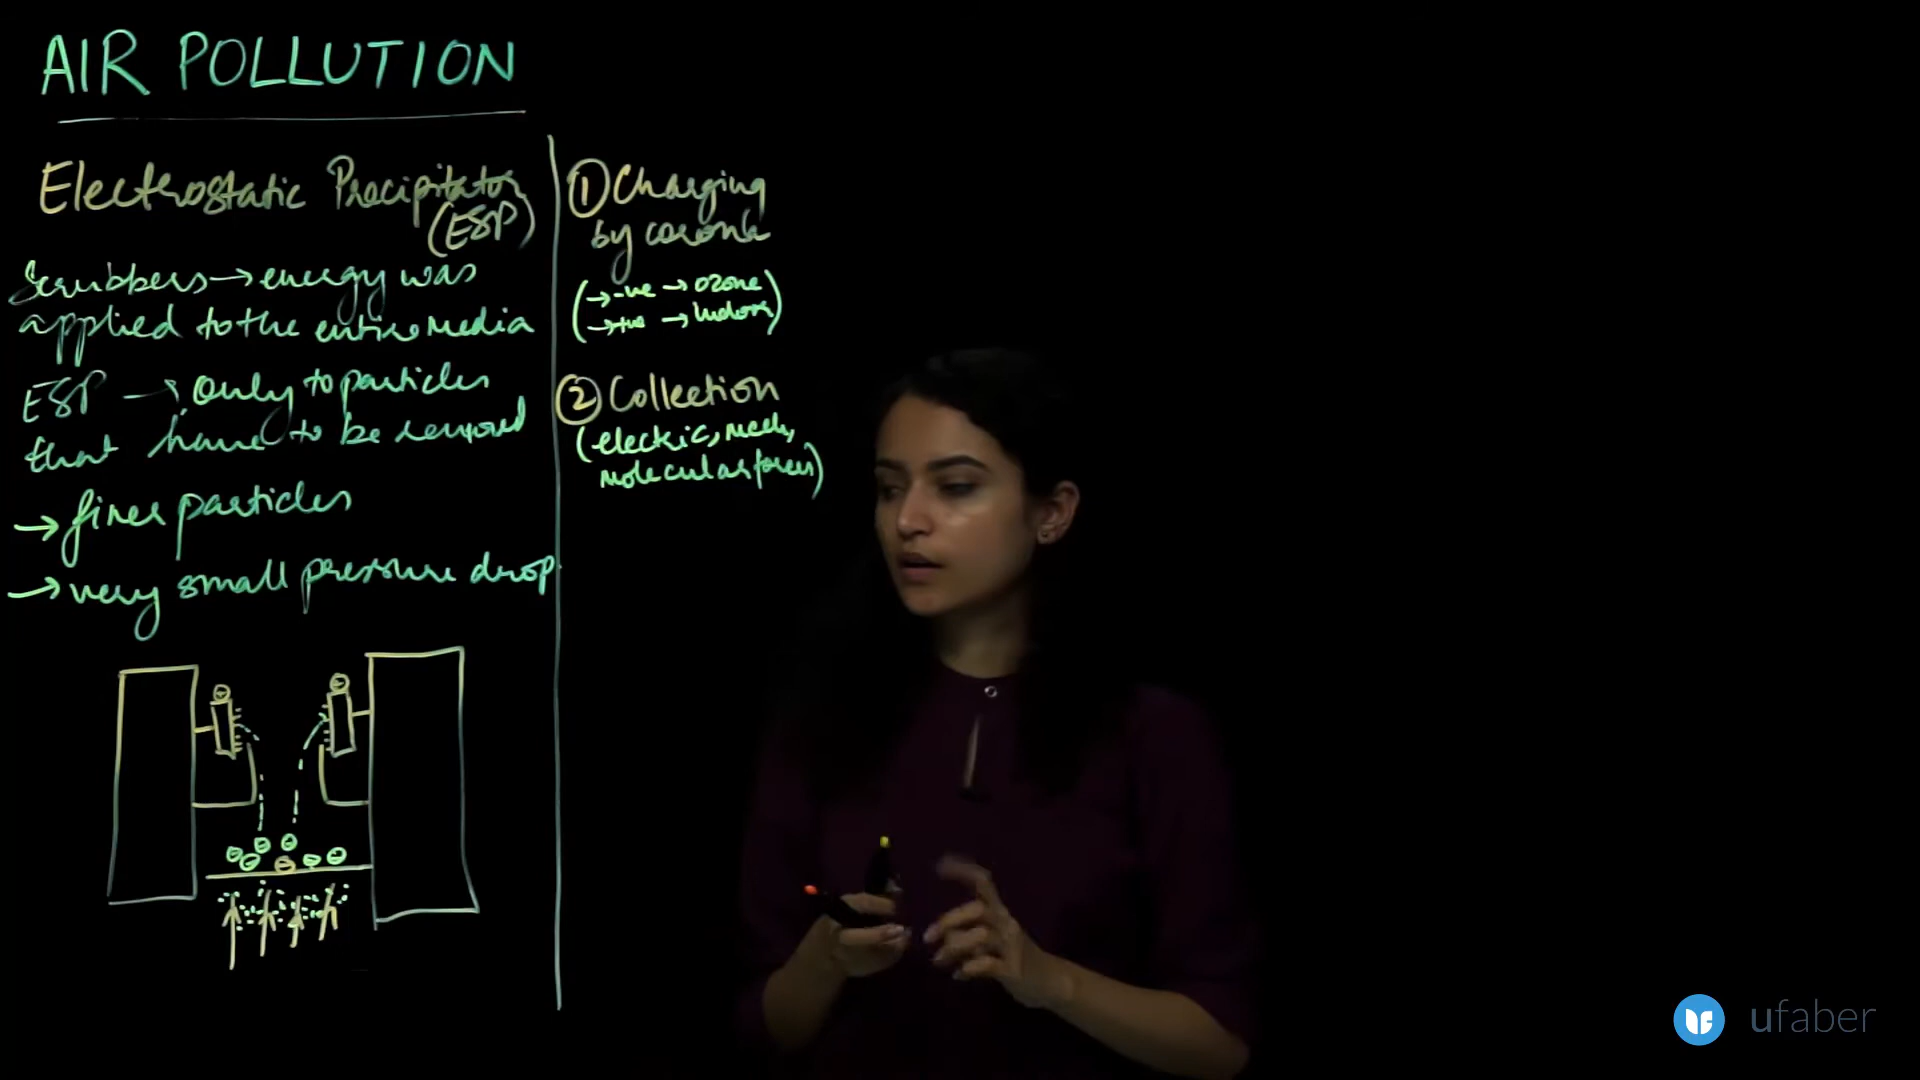 AIR POLLUTION
Electrostatic Precipitator
(ESP)
Scrubbers → energy was
applied to the entire media
ESP → only to particles
that have to be removed
→ finer particles
→ very small pressure drop
① Charging
by corona
(→ -ve → ozone
→ +ve → indoor)
② Collection
(electric, mech,
molecular forces)
ufaber